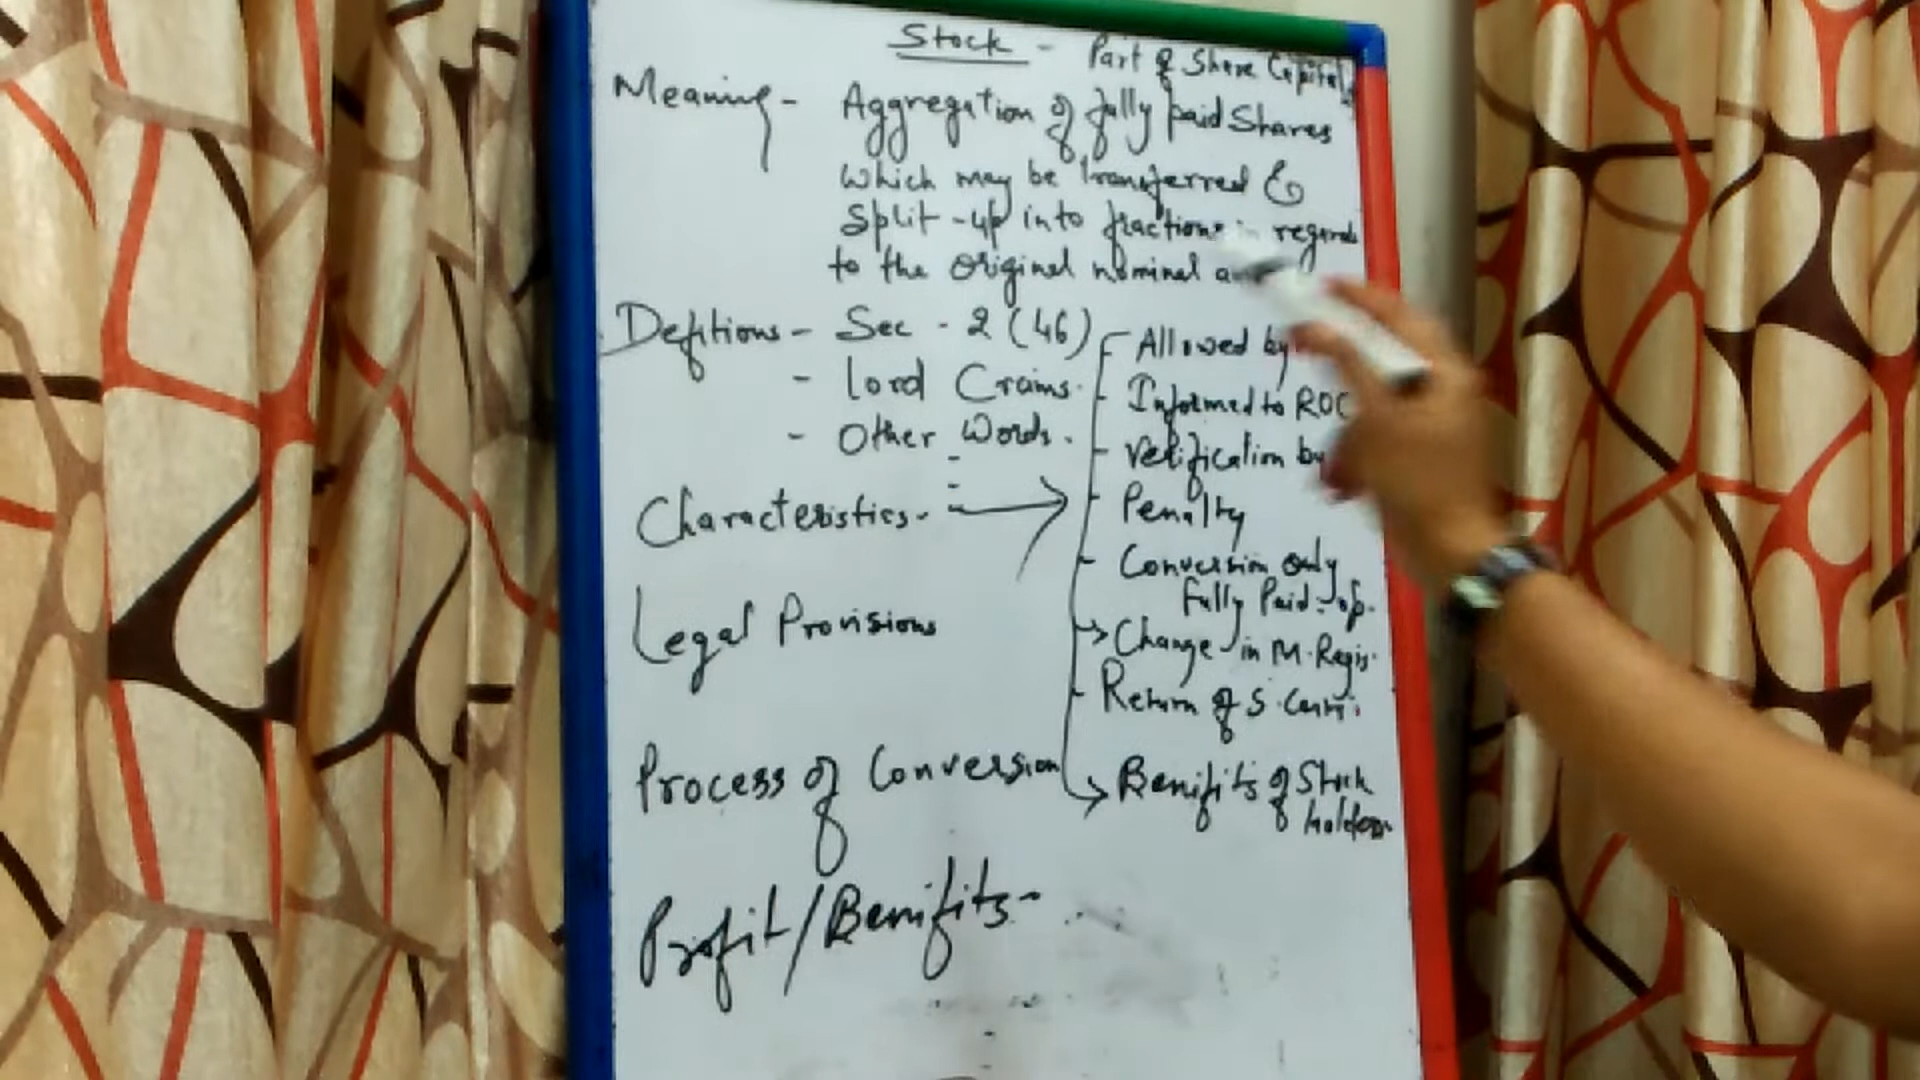 Stock - Part of Share Capital
Meaning - Aggregation of fully paid Shares
Which may be transferred &
Split-up into fractions in regards
to the original nominal
Defitions - Sec - 2 (46)
- Lord Crains.
- Other Words.
Characteristics.
Legal Provisions
Process of Conversion
Profit/Benifits-
- Allowed by
- Informed to ROC
- Verification by
- Penalty
- Conversion only
fully Paid-up.
Change in M. Regis.
- Return of S. Certi.
Benifits of Stock
holders